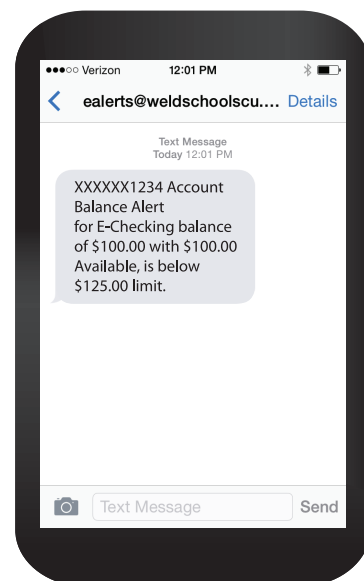 Verizon 12:01 PM
ealerts@weldschoolscu.... Details
Text Message
Today 12:01 PM
XXXXXX1234 Account
Balance Alert
for E-Checking balance
of $100.00 with $100.00
Available, is below
$125.00 limit.
Text Message Send